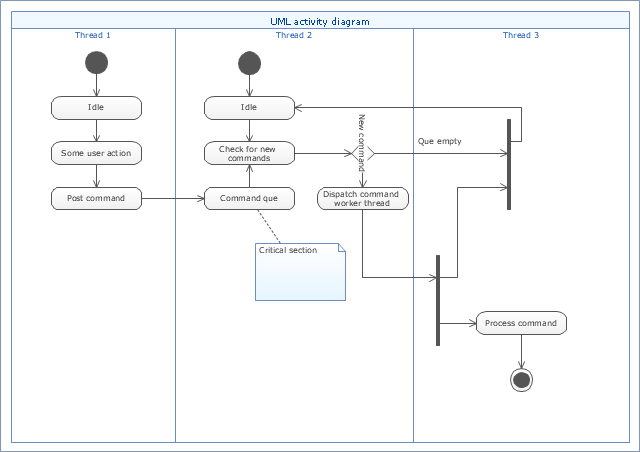 UML activity diagram
Thread 1
Thread 2
Thread 3
Idle
Some user action
Post command
Idle
Check for new
commands
Command que
Critical section
New command
Que empty
Dispatch command
worker thread
Process command